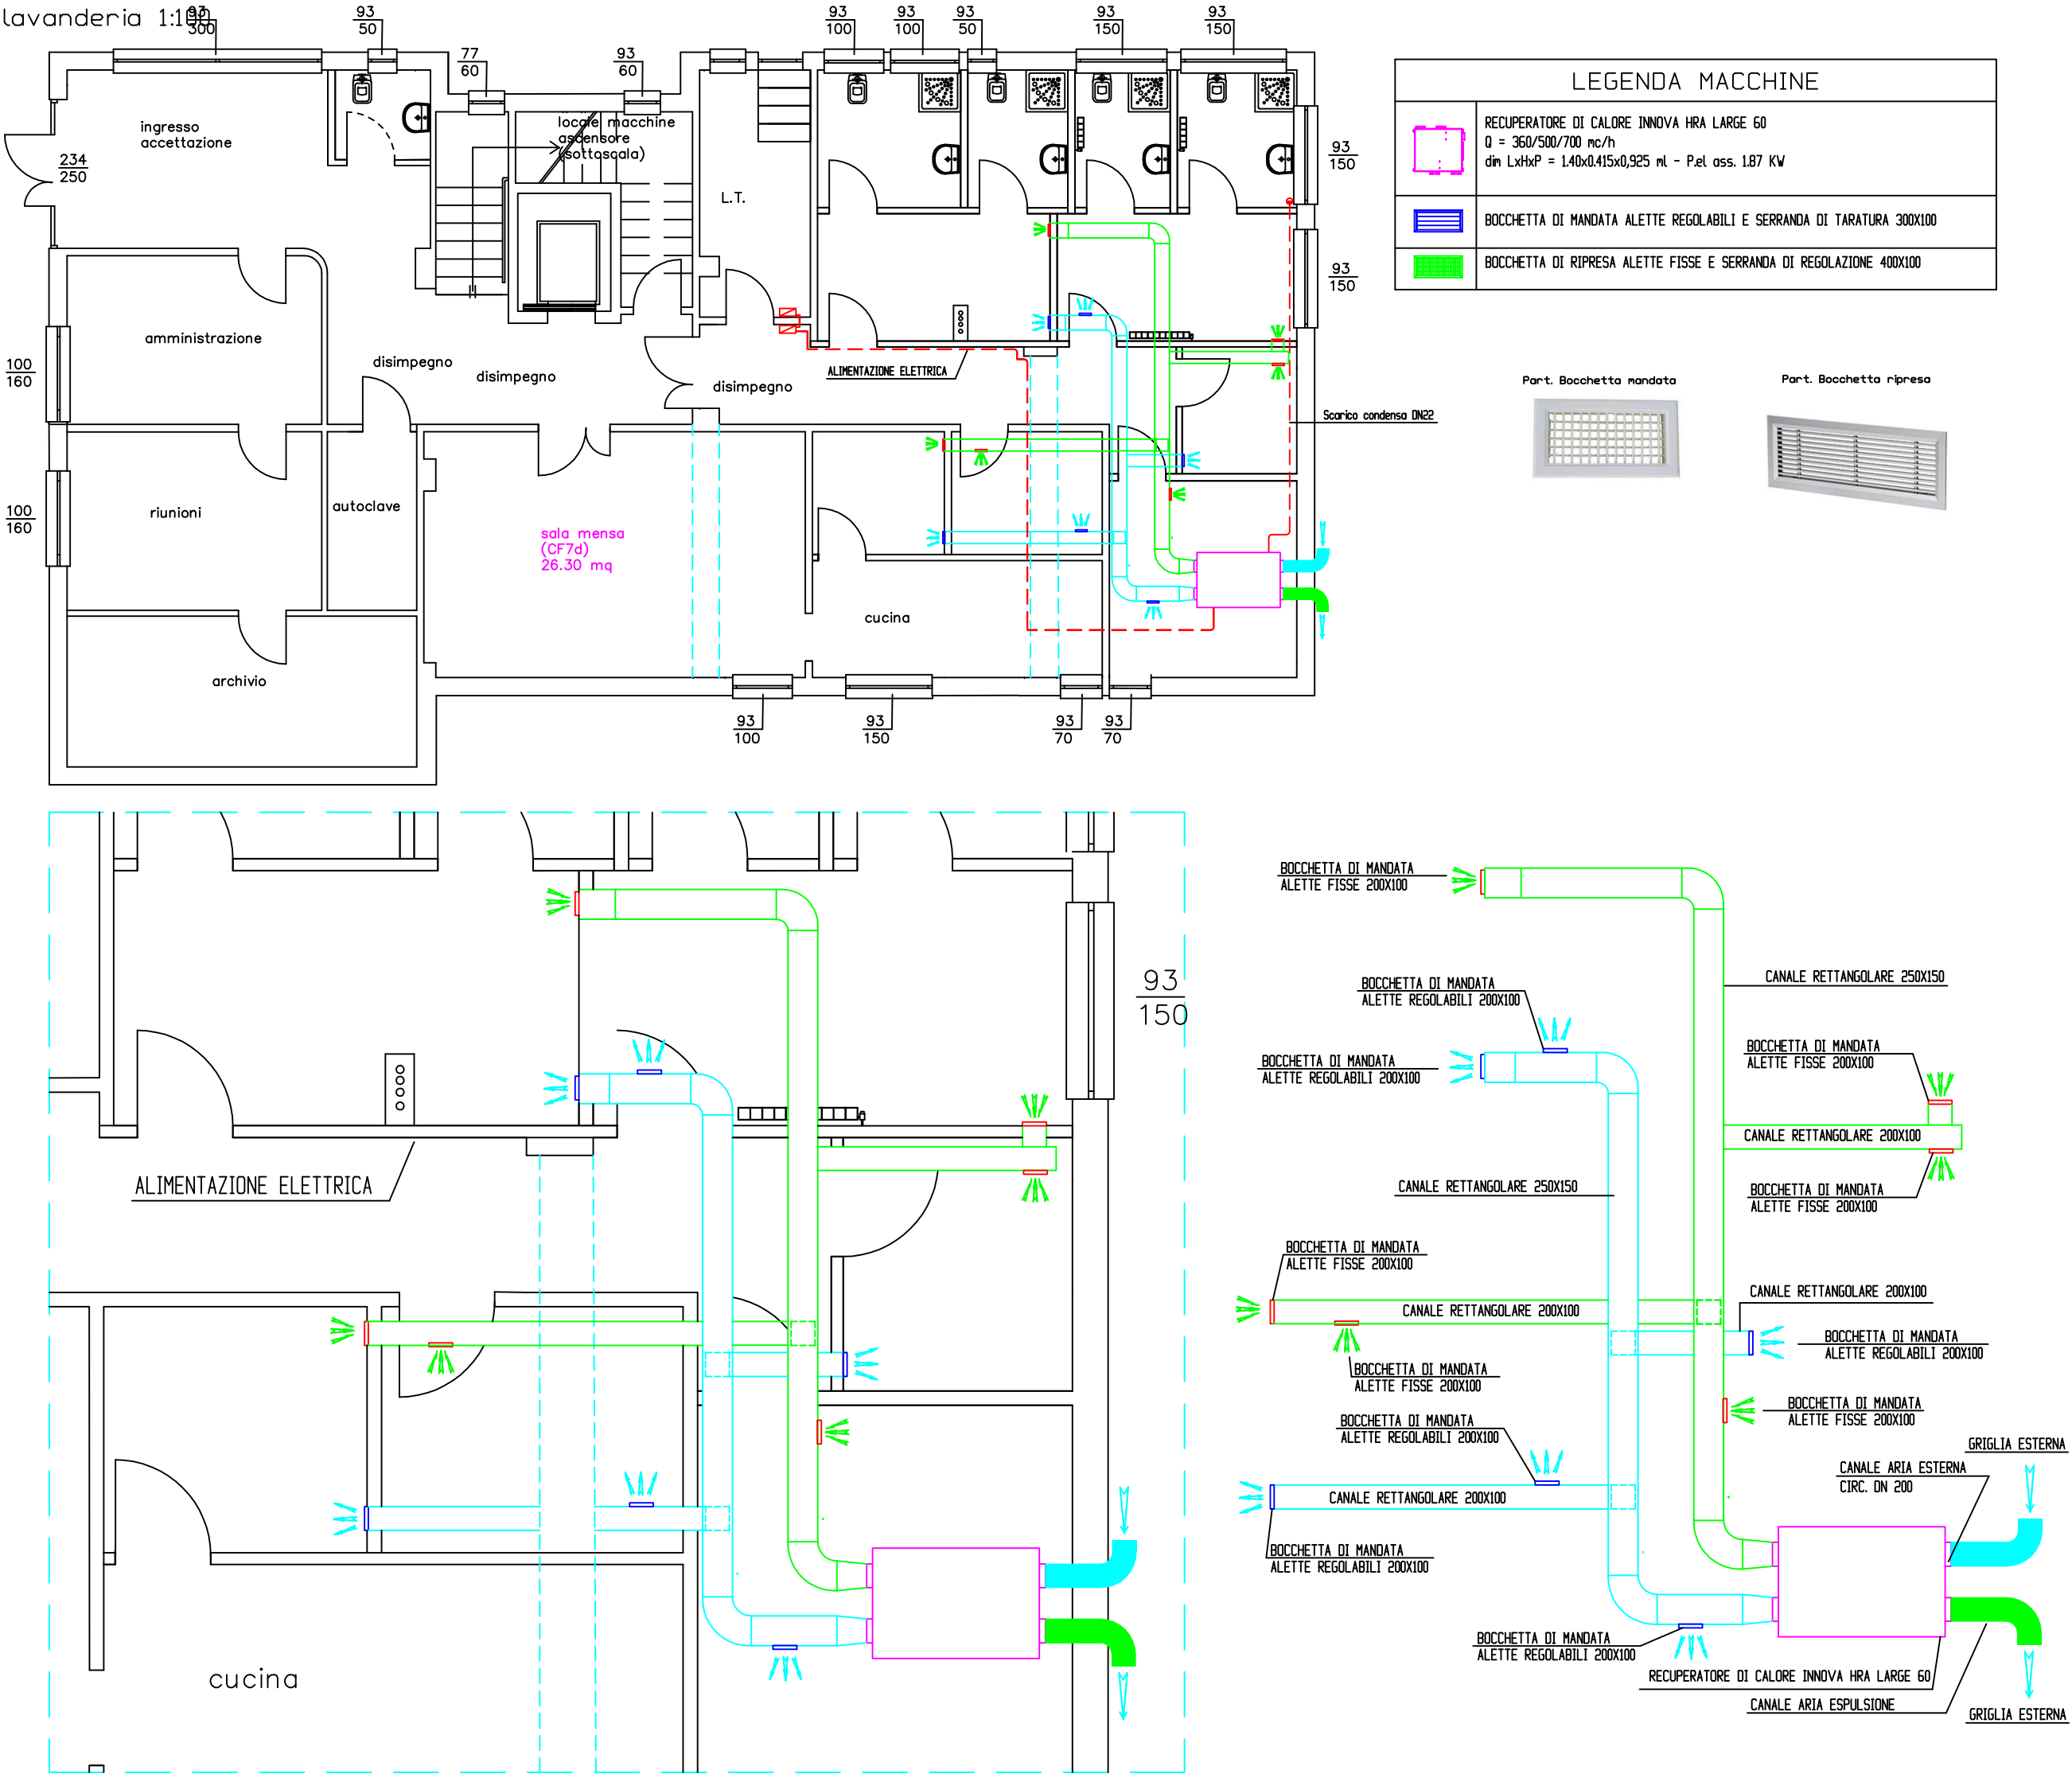 lavanderia 1:100
93
300
93
50
77
60
93
60
93
100
93
100
93
50
93
150
93
150
ingresso
accettazione
234
250
locale macchine
ascensore
(sottoscala)
L.T.
93
150
93
150
amministrazione
100
160
disimpegno
disimpegno
disimpegno
ALIMENTAZIONE ELETTRICA
Scarico condensa DN22
riunioni
100
160
autoclave
sala mensa
(CF7d)
26.30 mq
cucina
archivio
93
100
93
150
93
70
93
70
LEGENDA MACCHINE
RECUPERATORE DI CALORE INNOVA HRA LARGE 60
Q = 360/500/700 mc/h
dim LxHxP = 1.40x0.415x0,925 ml - P.el ass. 1.87 KW
BOCCHETTA DI MANDATA ALETTE REGOLABILI E SERRANDA DI TARATURA 300X100
BOCCHETTA DI RIPRESA ALETTE FISSE E SERRANDA DI REGOLAZIONE 400X100
Part. Bocchetta mandata
Part. Bocchetta ripresa
93
150
ALIMENTAZIONE ELETTRICA
cucina
BOCCHETTA DI MANDATA
ALETTE FISSE 200X100
CANALE RETTANGOLARE 250X150
BOCCHETTA DI MANDATA
ALETTE REGOLABILI 200X100
BOCCHETTA DI MANDATA
ALETTE REGOLABILI 200X100
BOCCHETTA DI MANDATA
ALETTE FISSE 200X100
CANALE RETTANGOLARE 200X100
CANALE RETTANGOLARE 250X150
BOCCHETTA DI MANDATA
ALETTE FISSE 200X100
BOCCHETTA DI MANDATA
ALETTE FISSE 200X100
CANALE RETTANGOLARE 200X100
CANALE RETTANGOLARE 200X100
BOCCHETTA DI MANDATA
ALETTE REGOLABILI 200X100
BOCCHETTA DI MANDATA
ALETTE FISSE 200X100
BOCCHETTA DI MANDATA
ALETTE FISSE 200X100
BOCCHETTA DI MANDATA
ALETTE REGOLABILI 200X100
GRIGLIA ESTERNA
CANALE ARIA ESTERNA
CIRC. DN 200
CANALE RETTANGOLARE 200X100
BOCCHETTA DI MANDATA
ALETTE REGOLABILI 200X100
BOCCHETTA DI MANDATA
ALETTE REGOLABILI 200X100
RECUPERATORE DI CALORE INNOVA HRA LARGE 60
CANALE ARIA ESPULSIONE
GRIGLIA ESTERNA